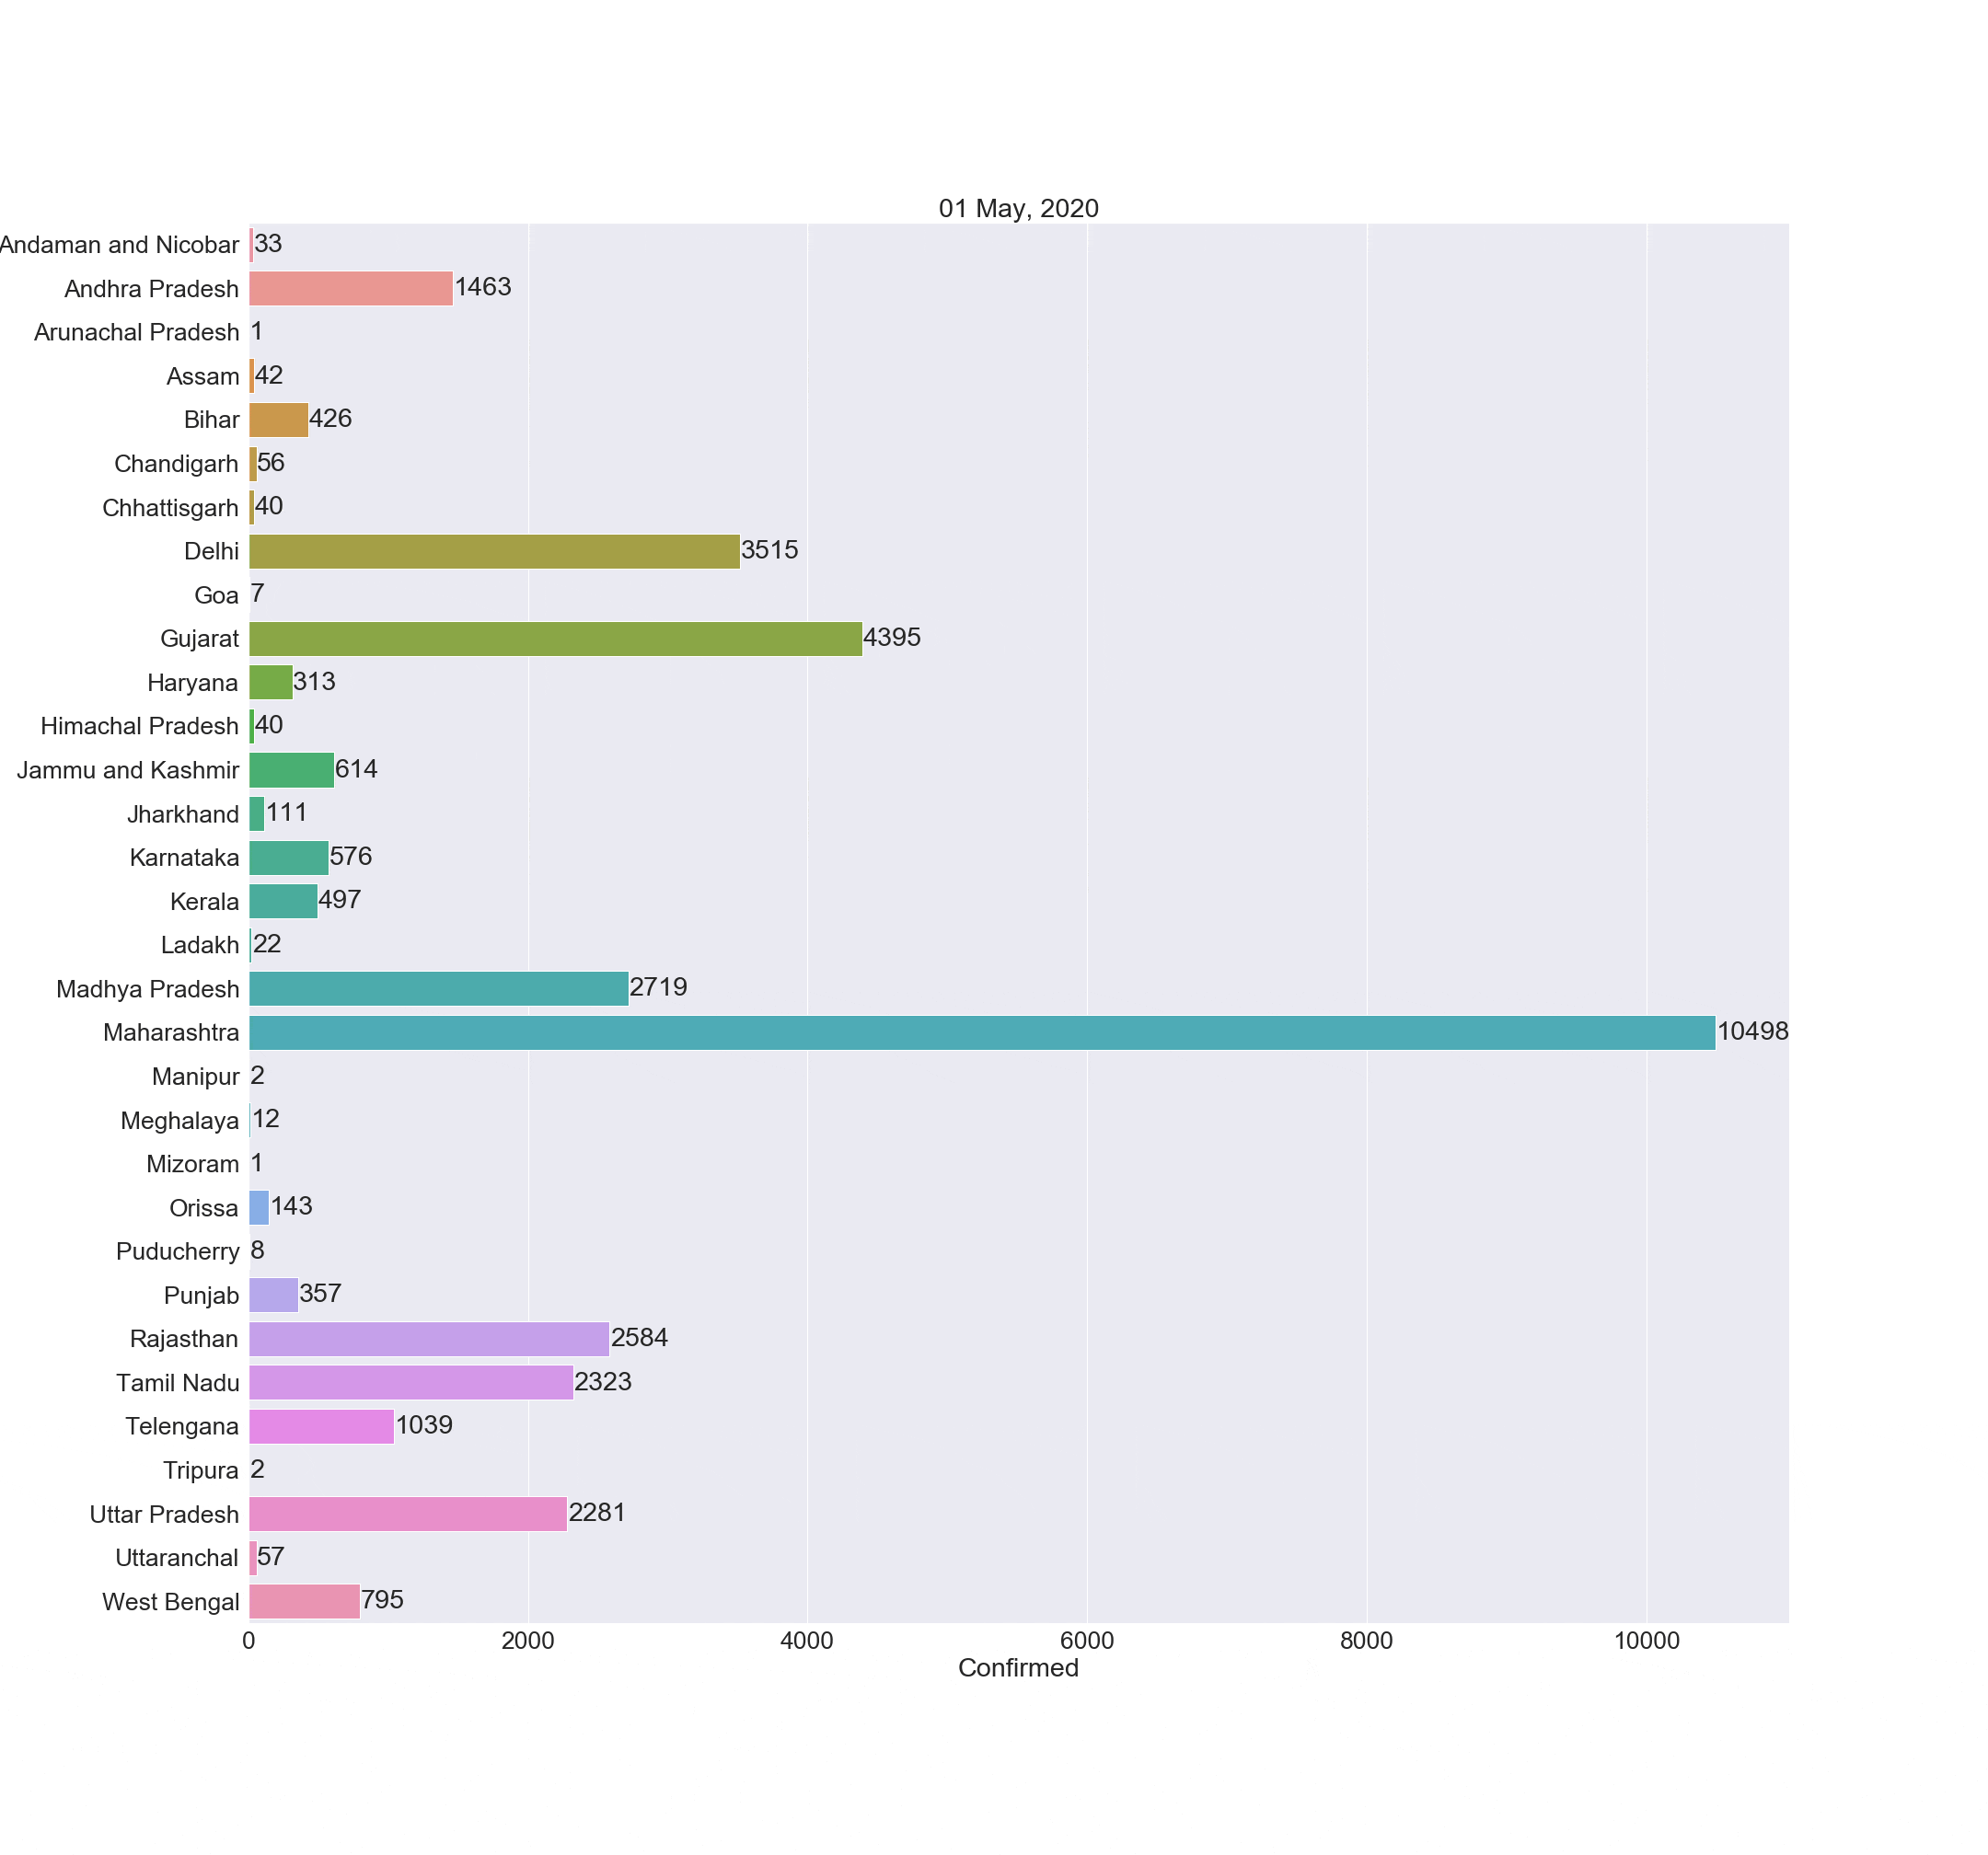 01 May, 2020
Andaman and Nicobar 33
Andhra Pradesh 1463
Arunachal Pradesh 1
Assam 42
Bihar 426
Chandigarh 56
Chhattisgarh 40
Delhi 3515
Goa 7
Gujarat 4395
Haryana 313
Himachal Pradesh 40
Jammu and Kashmir 614
Jharkhand 111
Karnataka 576
Kerala 497
Ladakh 22
Madhya Pradesh 2719
Maharashtra 10498
Manipur 2
Meghalaya 12
Mizoram 1
Orissa 143
Puducherry 8
Punjab 357
Rajasthan 2584
Tamil Nadu 2323
Telengana 1039
Tripura 2
Uttar Pradesh 2281
Uttaranchal 57
West Bengal 795
0 2000 4000 6000 8000 10000
Confirmed